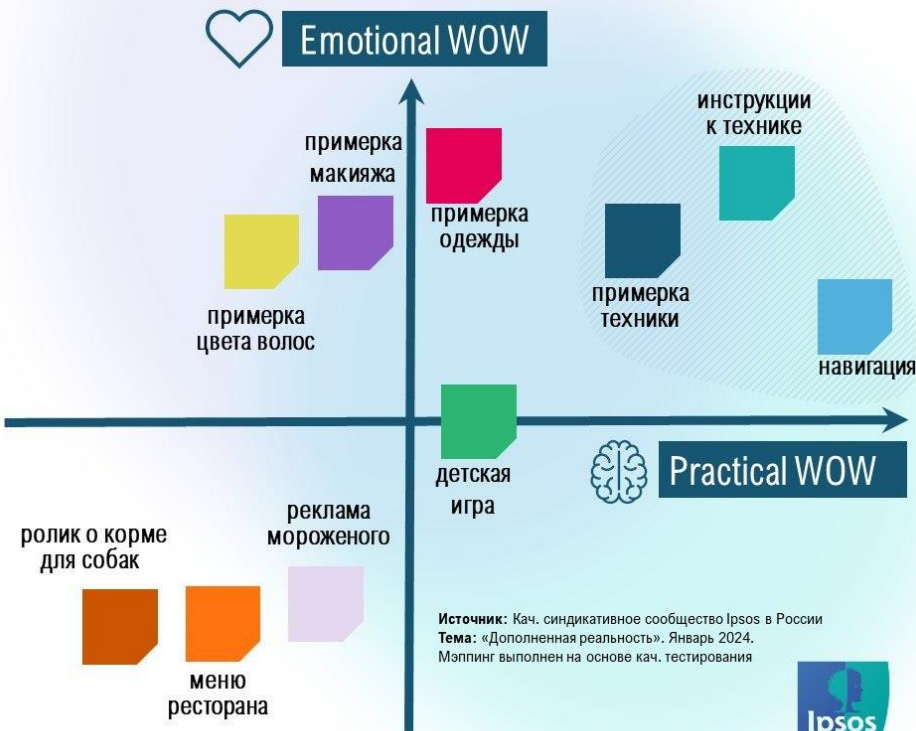 Emotional WOW
инструкции
к технике
примерка
макияжа
примерка
одежды
примерка
цвета волос
примерка
техники
навигация
Practical WOW
детская
игра
реклама
мороженого
ролик о корме
для собак
меню
ресторана
Источник: Кач. синдикативное сообщество Ipsos в России
Тема: «Дополненная реальность». Январь 2024.
Мэппинг выполнен на основе кач. тестирования
Ipsos